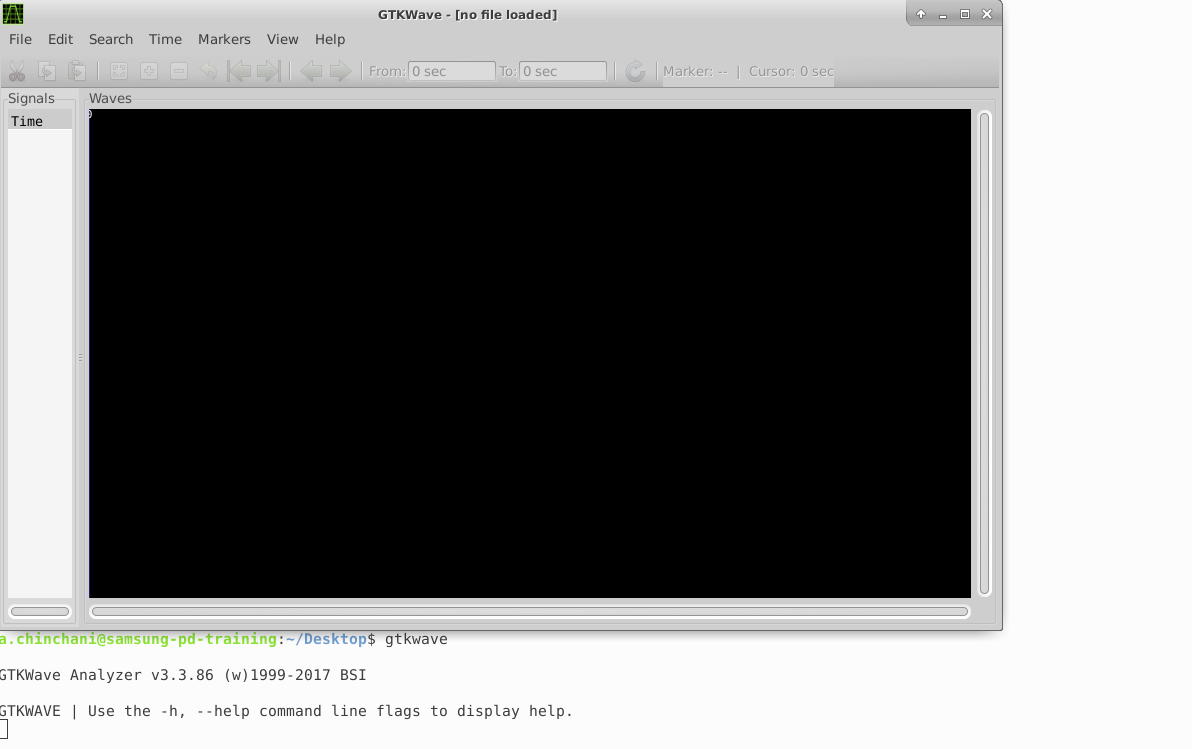 GTKWave - [no file loaded]
File Edit Search Time Markers View Help
From: 0 sec To: 0 sec Marker: -- | Cursor: 0 sec
Signals Waves
Time
0
a.chinchani@samsung-pd-training:~/Desktop$ gtkwave
GTKWave Analyzer v3.3.86 (w)1999-2017 BSI
GTKWAVE | Use the -h, --help command line flags to display help.